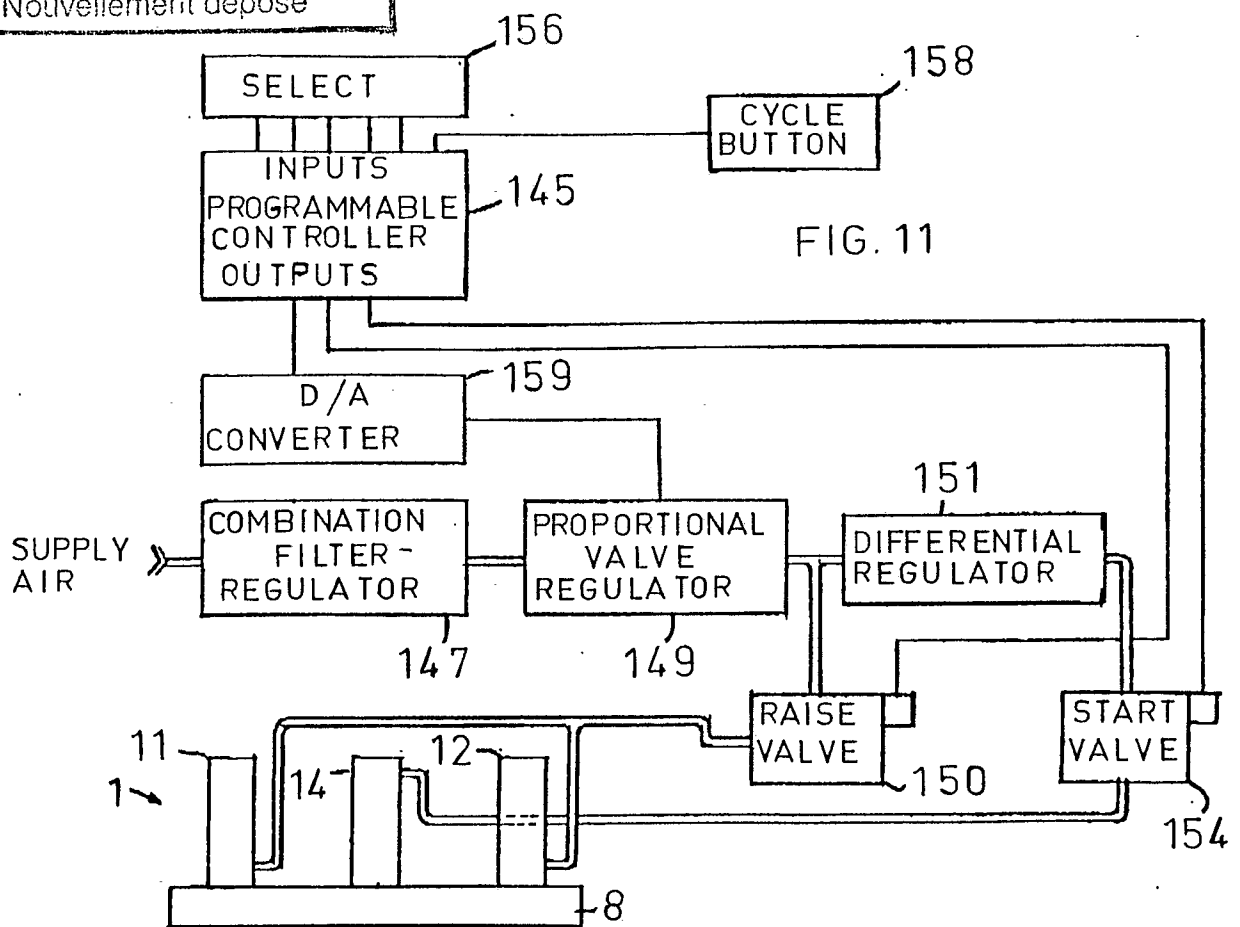 Nouvellement déposé
156
SELECT
158
CYCLE
BUTTON
INPUTS
PROGRAMMABLE
CONTROLLER
OUTPUTS
145
FIG. 11
159
D/A
CONVERTER
151
SUPPLY
AIR
COMBINATION
FILTER-
REGULATOR
PROPORTIONAL
VALVE
REGULATOR
DIFFERENTIAL
REGULATOR
147
149
RAISE
VALVE
START
VALVE
11
14
12
1
150
154
8